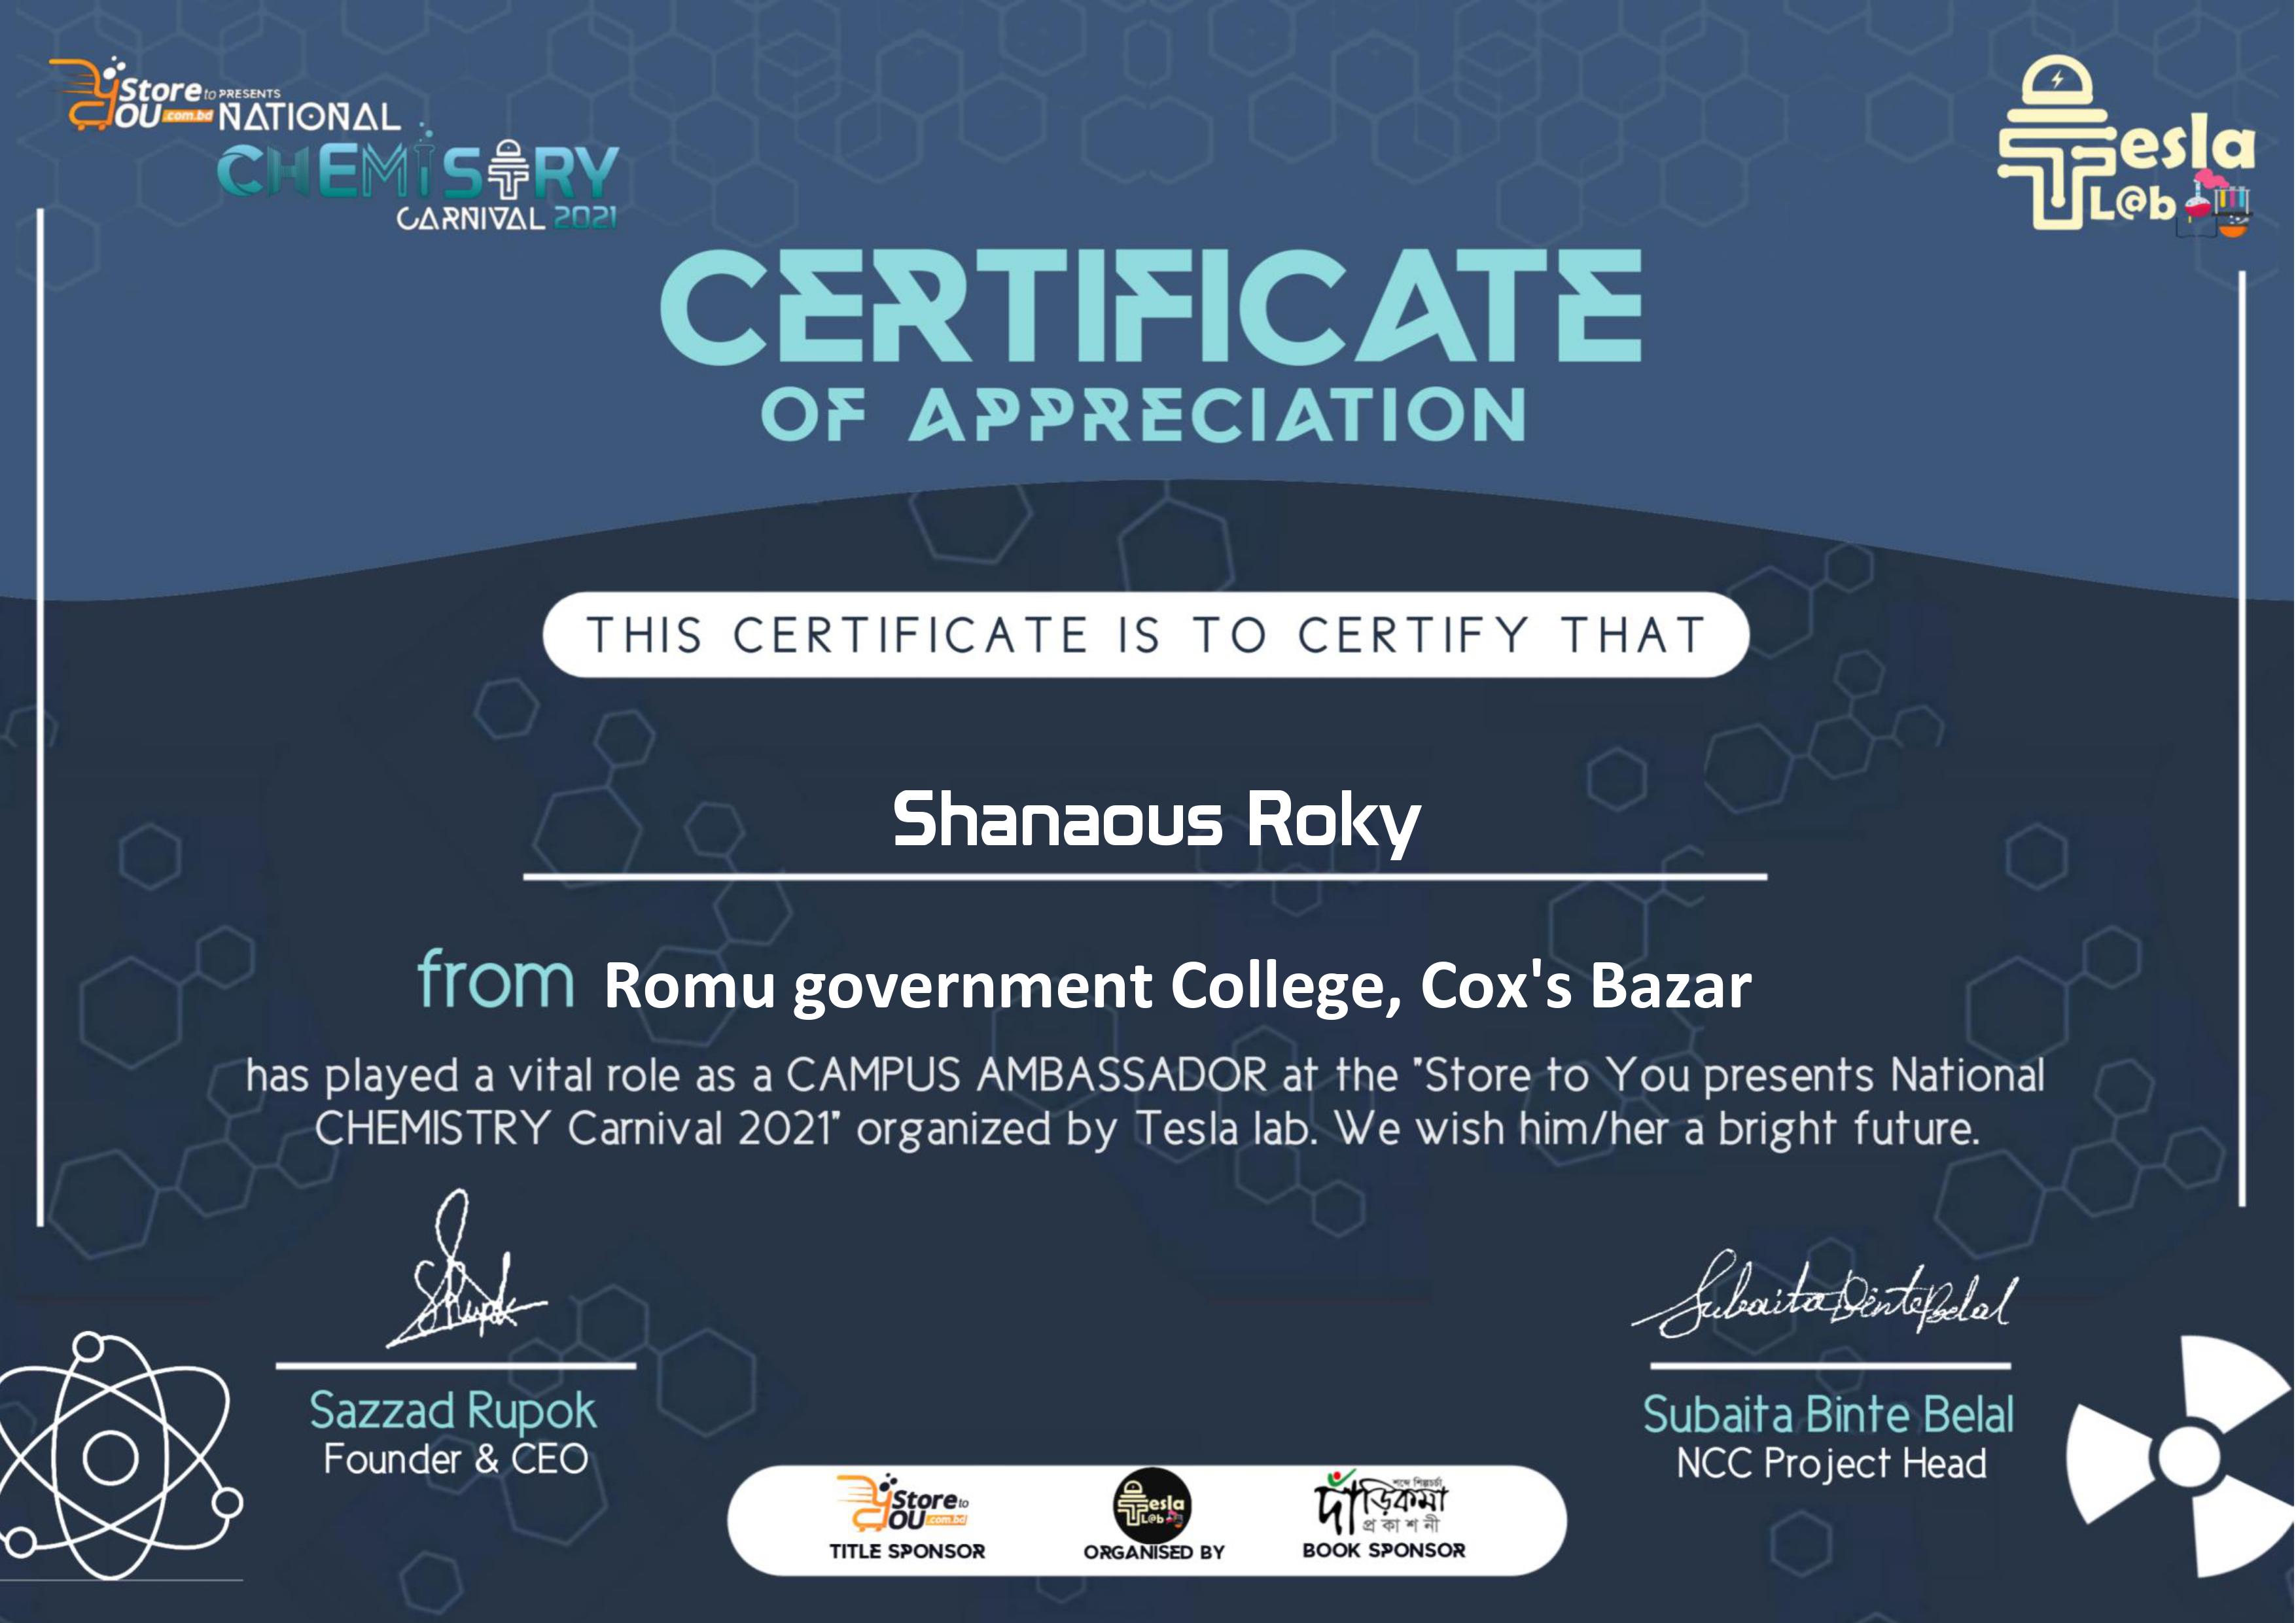 Store to PRESENTS
YOU .com.bd NATIONAL
CHEMISTRY
CARNIVAL 2021
Tesla
L@b
CERTIFICATE
OF APPRECIATION
THIS CERTIFICATE IS TO CERTIFY THAT
Shanaous Roky
from Romu government College, Cox's Bazar
has played a vital role as a CAMPUS AMBASSADOR at the "Store to You presents National
CHEMISTRY Carnival 2021" organized by Tesla lab. We wish him/her a bright future.
Subaita Binte Belal
Sazzad Rupok
Founder & CEO
Subaita Binte Belal
NCC Project Head
Store to
YOU .com.bd
TITLE SPONSOR
Tesla
L@b
ORGANISED BY
শব্দে শিল্পচর্চা
দাঁড়িকমা
প্রকাশনী
BOOK SPONSOR